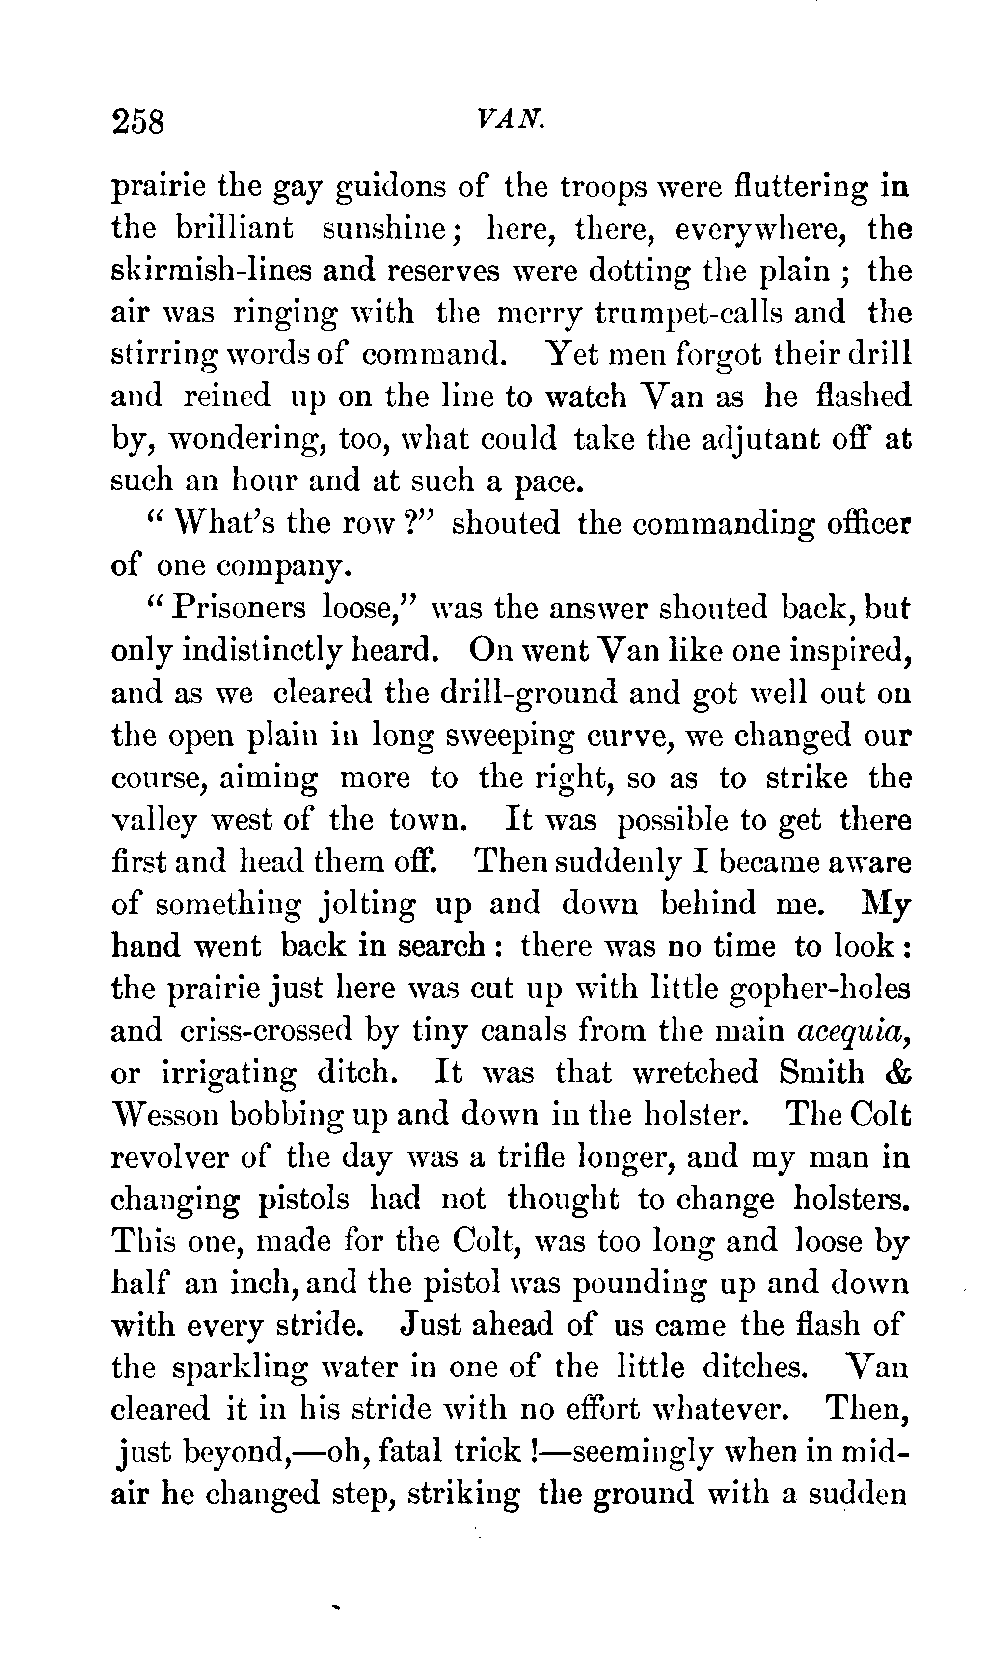 258 VAN.
prairie the gay guidons of the troops were fluttering in
the brilliant sunshine; here, there, everywhere, the
skirmish-lines and reserves were dotting the plain; the
air was ringing with the merry trumpet-calls and the
stirring words of command. Yet men forgot their drill
and reined up on the line to watch Van as he flashed
by, wondering, too, what could take the adjutant off at
such an hour and at such a pace.
“What’s the row?” shouted the commanding officer
of one company.
“Prisoners loose,” was the answer shouted back, but
only indistinctly heard. On went Van like one inspired,
and as we cleared the drill-ground and got well out on
the open plain in long sweeping curve, we changed our
course, aiming more to the right, so as to strike the
valley west of the town. It was possible to get there
first and head them off. Then suddenly I became aware
of something jolting up and down behind me. My
hand went back in search: there was no time to look:
the prairie just here was cut up with little gopher-holes
and criss-crossed by tiny canals from the main acequia,
or irrigating ditch. It was that wretched Smith &
Wesson bobbing up and down in the holster. The Colt
revolver of the day was a trifle longer, and my man in
changing pistols had not thought to change holsters.
This one, made for the Colt, was too long and loose by
half an inch, and the pistol was pounding up and down
with every stride. Just ahead of us came the flash of
the sparkling water in one of the little ditches. Van
cleared it in his stride with no effort whatever. Then,
just beyond,—oh, fatal trick!—seemingly when in mid-
air he changed step, striking the ground with a sudden